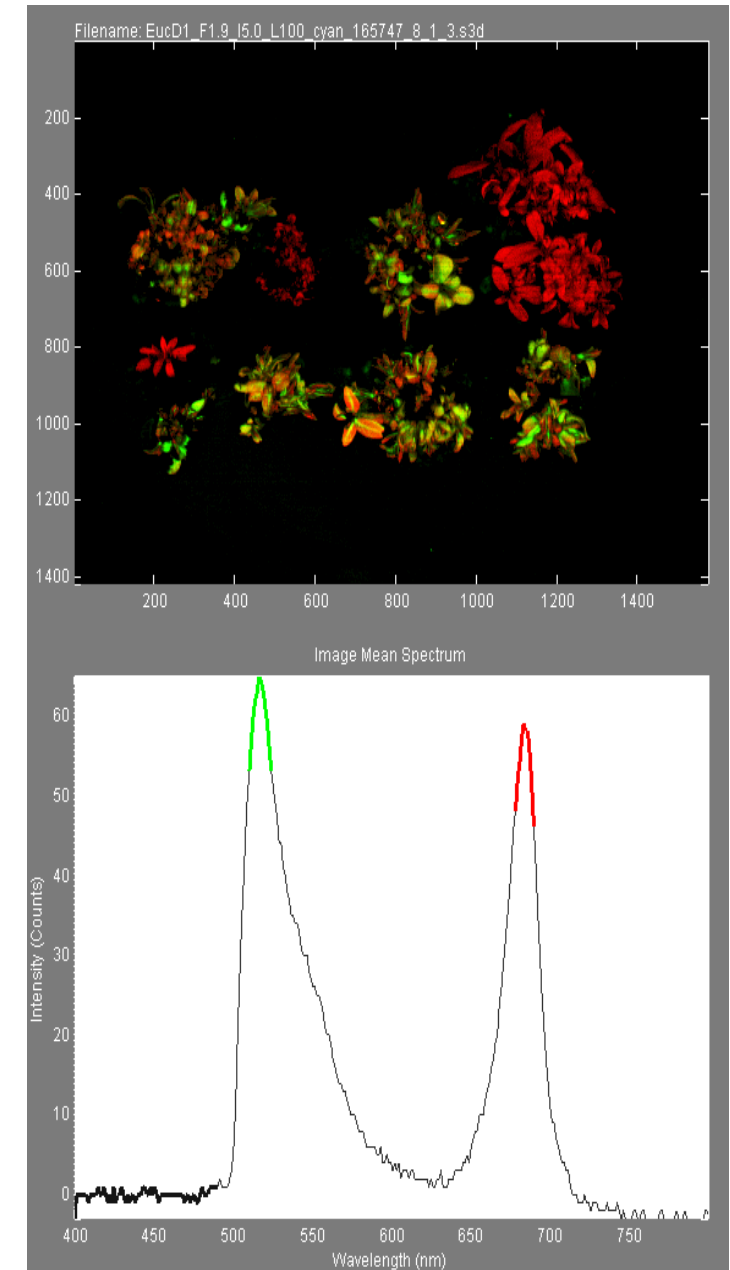 Filename: EucD1_F1.9_I5.0_L100_cyan_165747_8_1_3.s3d
200
400
600
800
1000
1200
1400
200 400 600 800 1000 1200 1400
Image Mean Spectrum
60
50
40
30
20
10
0
Intensity (Counts)
400 450 500 550 600 650 700 750
Wavelength (nm)